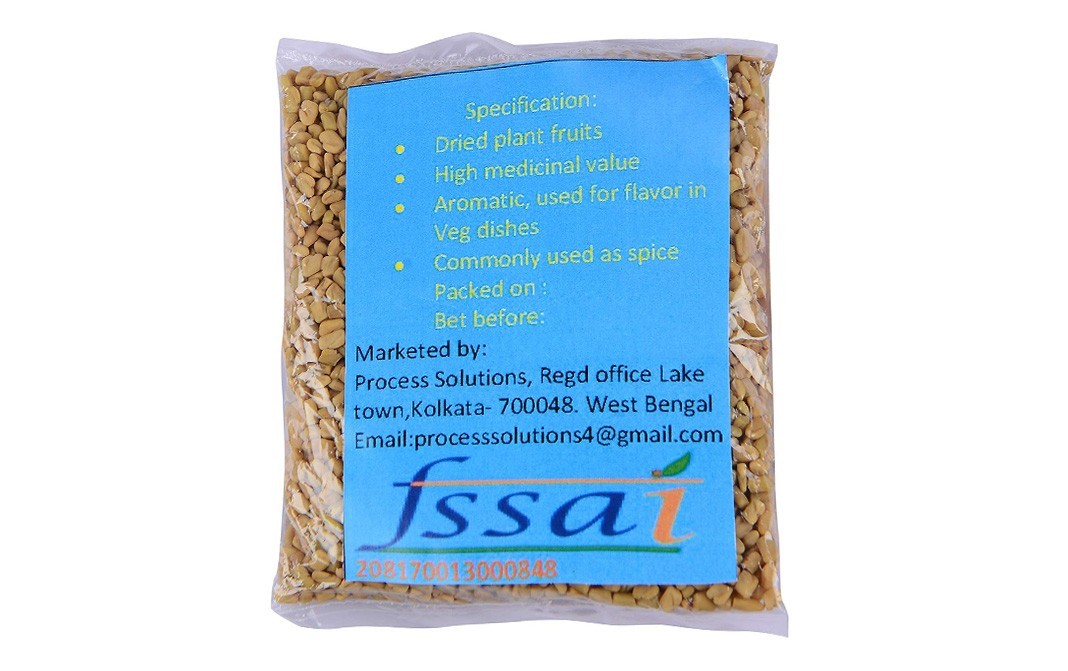 Specification:
• Dried plant fruits
• High medicinal value
• Aromatic, used for flavor in
Veg dishes
• Commonly used as spice
Packed on :
Bet before:
Marketed by:
Process Solutions, Regd office Lake
town,Kolkata- 700048. West Bengal
Email:processsolutions4@gmail.com
fssai
208170013000848